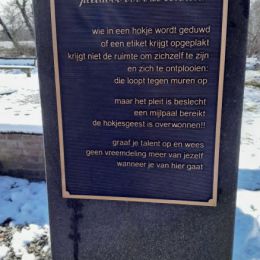 wie in een hokje wordt geduwd
of een etiket krijgt opgeplakt
krijgt niet de ruimte om zichzelf te zijn
en zich te ontplooien:
die loopt tegen muren op
maar het pleit is beslecht
een mijlpaal bereikt
de hokjesgeest is overwonnen!!
graaf je talent op en wees
geen vreemdeling meer van jezelf
wanneer je van hier gaat